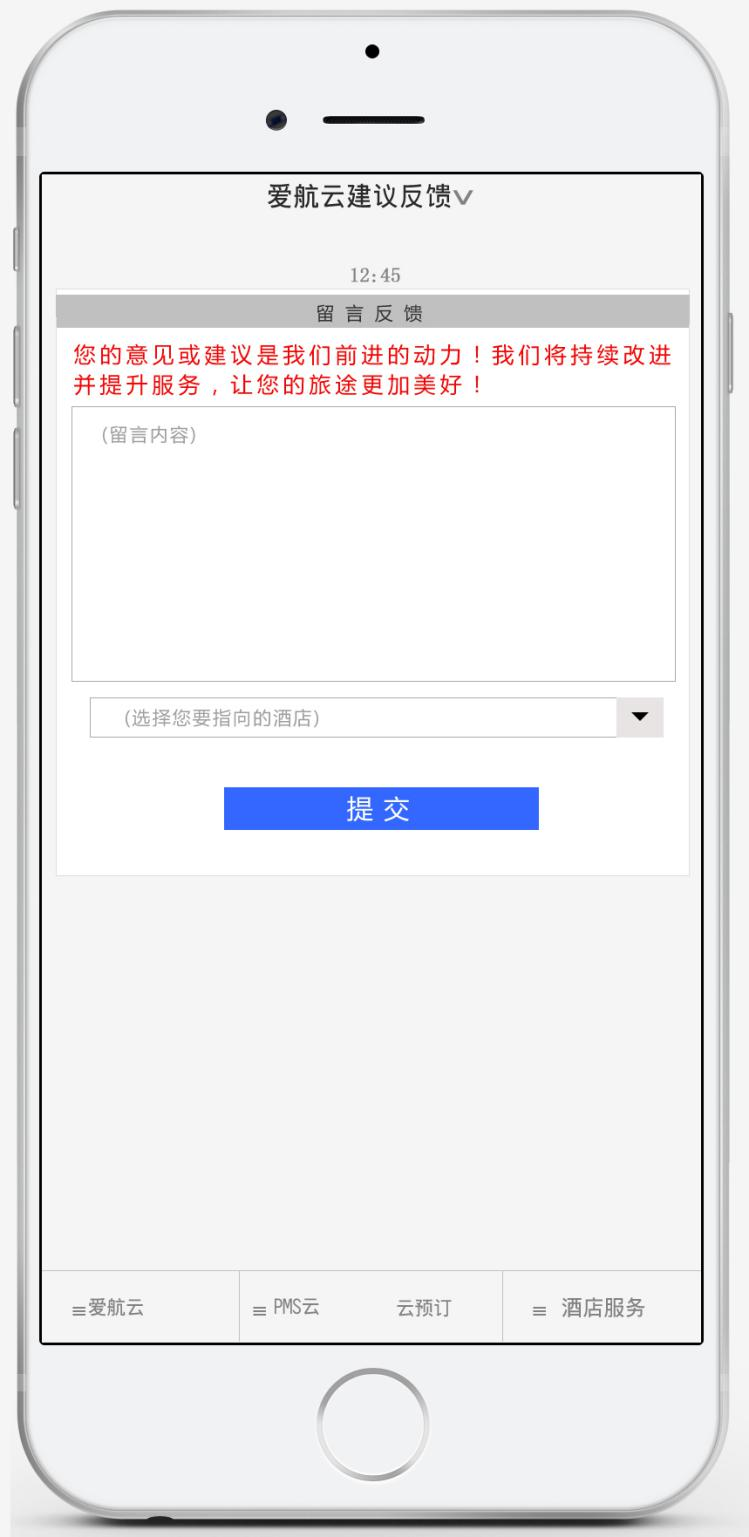 爱航云建议反馈
12:45
留言反馈
您的意见或建议是我们前进的动力！我们将持续改进
并提升服务，让您的旅途更加美好！
(留言内容)
(选择您要指向的酒店)
提交
爱航云 PMS云 云预订 酒店服务